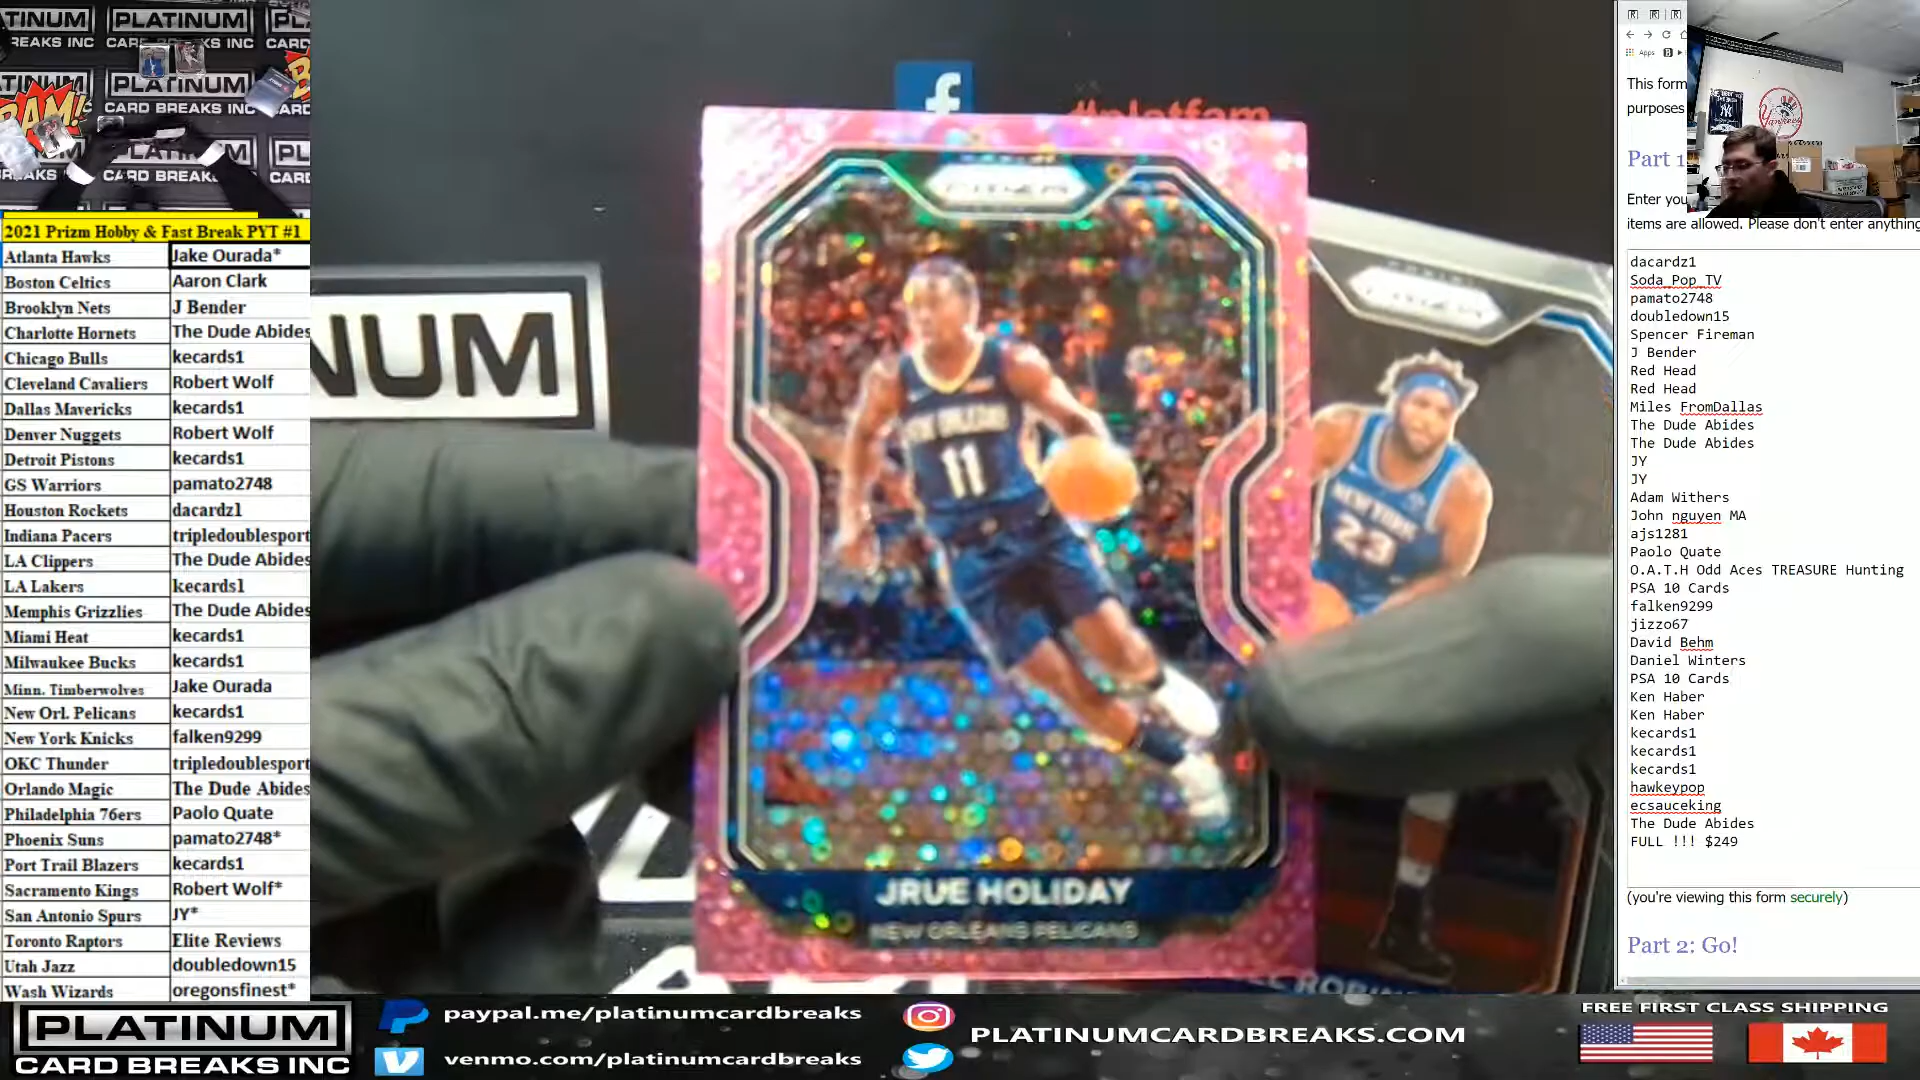 PLATINUM
CARD BREAKS INC
BAM!
2021 Prizm Hobby & Fast Break PYT #1
Atlanta Hawks Jake Ourada*
Boston Celtics Aaron Clark
Brooklyn Nets J Bender
Charlotte Hornets The Dude Abides
Chicago Bulls kecards1
Cleveland Cavaliers Robert Wolf
Dallas Mavericks kecards1
Denver Nuggets Robert Wolf
Detroit Pistons kecards1
GS Warriors pamato2748
Houston Rockets dacardz1
Indiana Pacers tripledoublesport
LA Clippers The Dude Abides
LA Lakers kecards1
Memphis Grizzlies The Dude Abides
Miami Heat kecards1
Milwaukee Bucks kecards1
Minn. Timberwolves Jake Ourada
New Orl. Pelicans kecards1
New York Knicks falken9299
OKC Thunder tripledoublesport
Orlando Magic The Dude Abides
Philadelphia 76ers Paolo Quate
Phoenix Suns pamato2748*
Port Trail Blazers kecards1
Sacramento Kings Robert Wolf*
San Antonio Spurs JY*
Toronto Raptors Elite Reviews
Utah Jazz doubledown15
Wash Wizards oregonsfinest*
f
#platfam
NUM
PRIZM
NEW ORLEANS
11
JRUE HOLIDAY
NEW ORLEANS PELICANS
NEW YORK
23
Apps
This form
purposes
Part 1
Enter you
items are allowed. Please don't enter anything
Yankees
dacardz1
Soda_Pop_TV
pamato2748
doubledown15
Spencer Fireman
J Bender
Red Head
Red Head
Miles FromDallas
The Dude Abides
The Dude Abides
JY
JY
Adam Withers
John nguyen MA
ajs1281
Paolo Quate
O.A.T.H Odd Aces TREASURE Hunting
PSA 10 Cards
falken9299
jizzo67
David Behm
Daniel Winters
PSA 10 Cards
Ken Haber
Ken Haber
kecards1
kecards1
kecards1
hawkeypop
ecsauceking
The Dude Abides
FULL !!! $249
(you're viewing this form securely)
Part 2: Go!
PLATINUM
CARD BREAKS INC
paypal.me/platinumcardbreaks
venmo.com/platinumcardbreaks
PLATINUMCARDBREAKS.COM
FREE FIRST CLASS SHIPPING